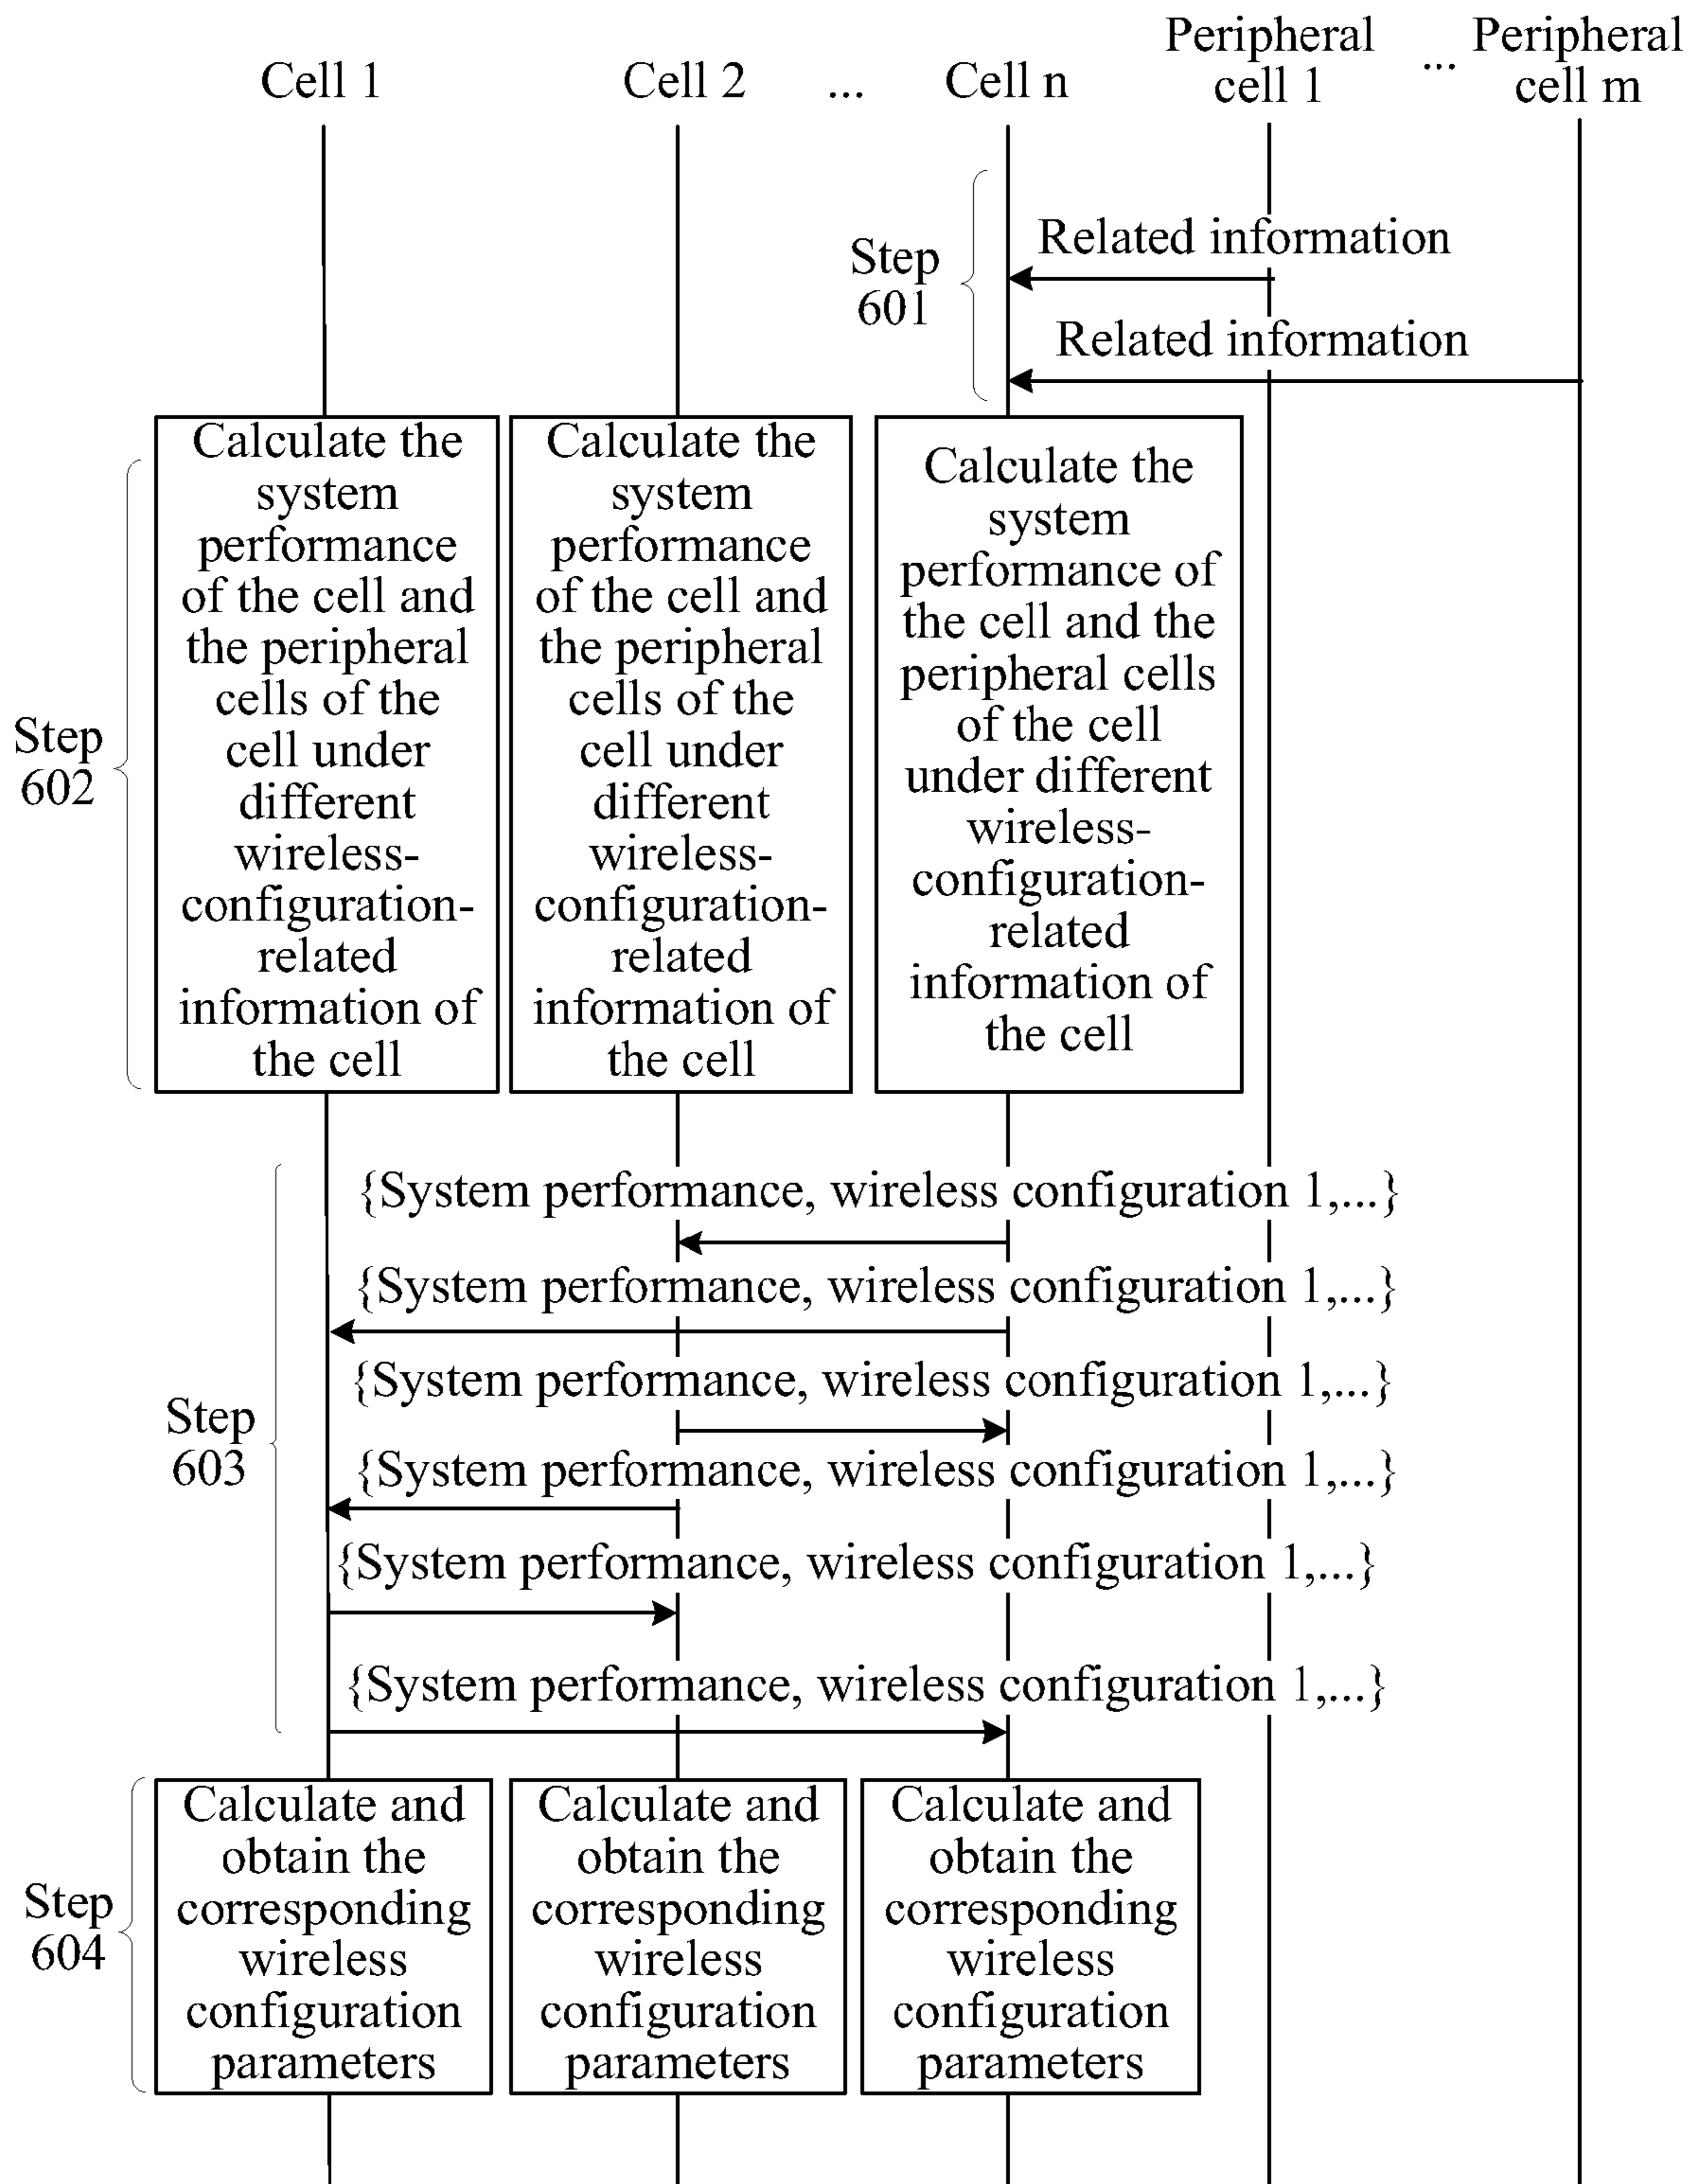 Cell 1
Cell 2
...
Cell n
Peripheral
cell 1
...
Peripheral
cell m
Step
601
Related information
Related information
Step
602
Calculate the
system
performance
of the cell and
the peripheral
cells of the
cell under
different
wireless-
configuration-
related
information of
the cell
Calculate the
system
performance
of the cell and
the peripheral
cells of the
cell under
different
wireless-
configuration-
related
information of
the cell
Calculate the
system
performance of
the cell and the
peripheral cells
of the cell
under different
wireless-
configuration-
related
information of
the cell
Step
603
{System performance, wireless configuration 1,...}
{System performance, wireless configuration 1,...}
{System performance, wireless configuration 1,...}
{System performance, wireless configuration 1,...}
{System performance, wireless configuration 1,...}
{System performance, wireless configuration 1,...}
Step
604
Calculate and
obtain the
corresponding
wireless
configuration
parameters
Calculate and
obtain the
corresponding
wireless
configuration
parameters
Calculate and
obtain the
corresponding
wireless
configuration
parameters